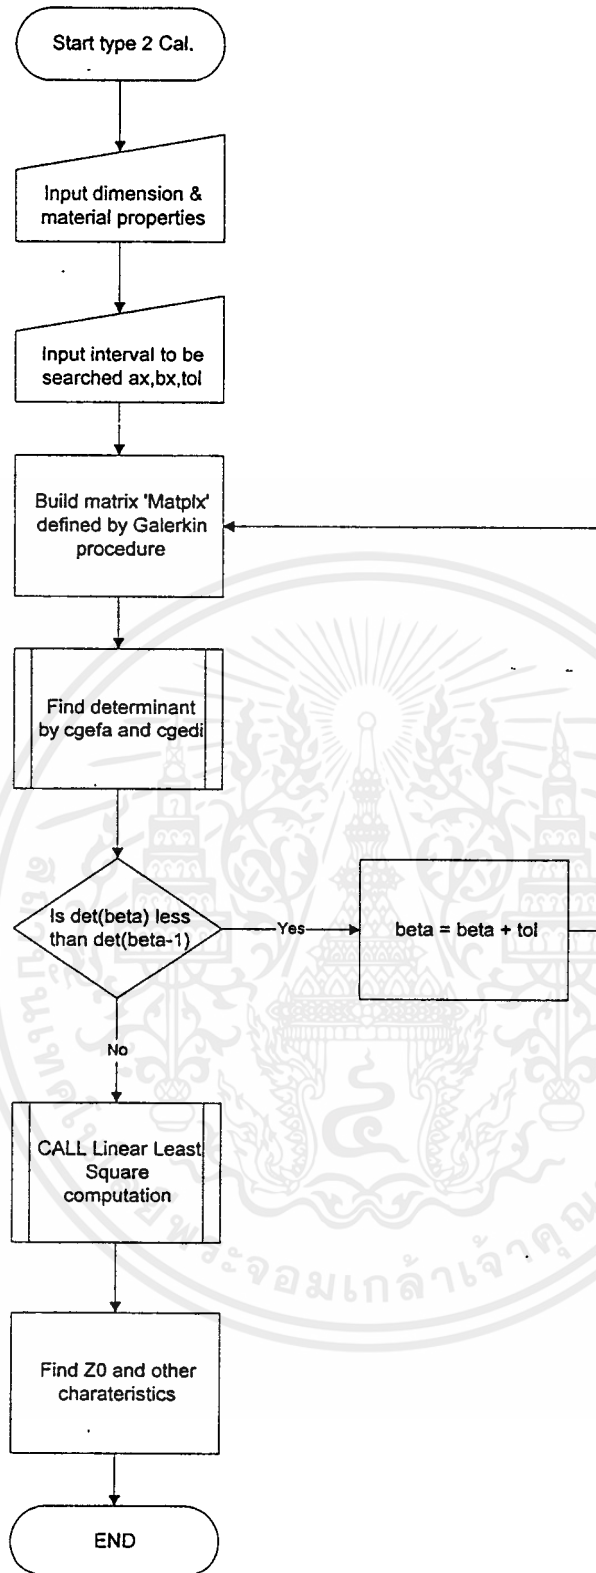 Start type 2 Cal.
Input dimension &
material properties
Input interval to be
searched ax,bx,tol
Build matrix 'Matplx'
defined by Galerkin
procedure
Find determinant
by cgefa and cgedi
Is det(beta) less
than det(beta-1)
Yes
beta = beta + tol
No
CALL Linear Least
Square
computation
Find Z0 and other
charateristics
END